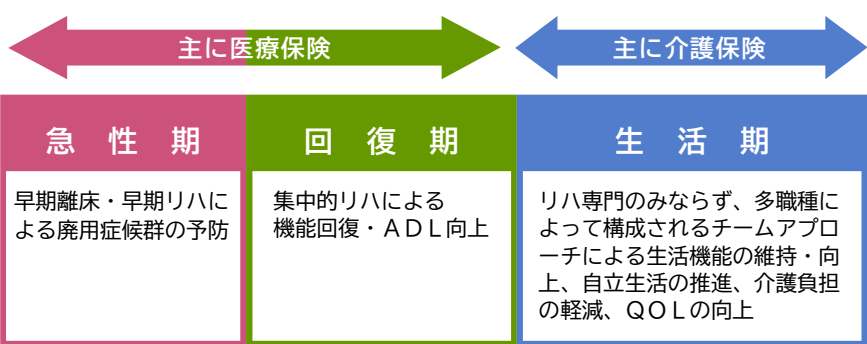 主に医療保険
主に介護保険
急性期
回復期
生活期
早期離床・早期リハに
よる廃用症候群の予防
集中的リハによる
機能回復・ＡＤＬ向上
リハ専門のみならず、多職種に
よって構成されるチームアプロ
ーチによる生活機能の維持・向
上、自立生活の推進、介護負担
の軽減、ＱＯＬの向上